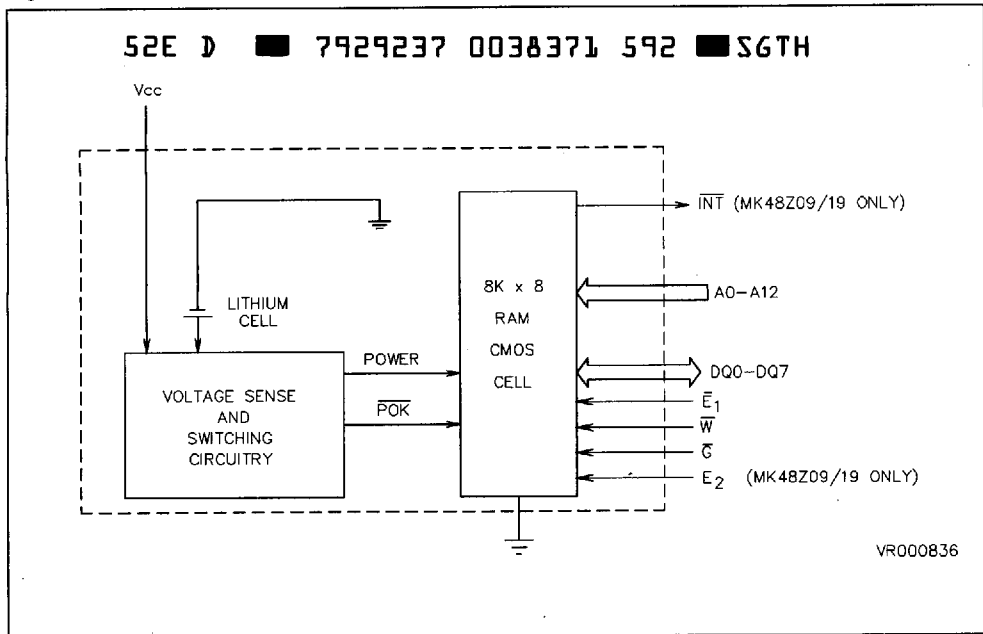 52E D 7929237 0038371 592 SGTH
Vcc
INT (MK48Z09/19 ONLY)
LITHIUM
CELL
8K x 8
RAM
CMOS
CELL
A0-A12
POWER
DQ0-DQ7
VOLTAGE SENSE
AND
SWITCHING
CIRCUITRY
POK
E1
W
G
E2 (MK48Z09/19 ONLY)
VR000836